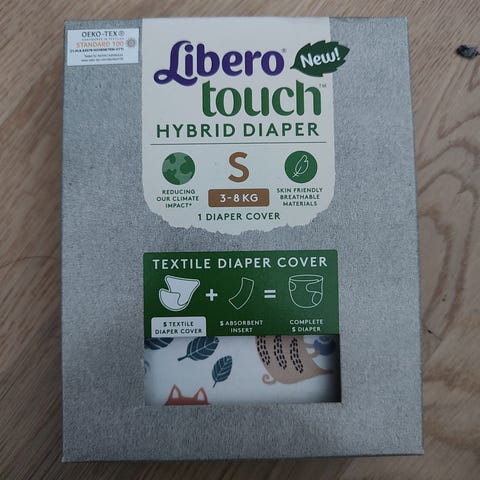 OEKO-TEX®
STANDARD 100
Libero®
New!
touch™
HYBRID DIAPER
S
3-8 KG
REDUCING
OUR CLIMATE
IMPACT*
SKIN FRIENDLY
BREATHABLE
MATERIALS
1 DIAPER COVER
TEXTILE DIAPER COVER
+
=
S TEXTILE
DIAPER COVER
S ABSORBENT
INSERT
COMPLETE
S DIAPER